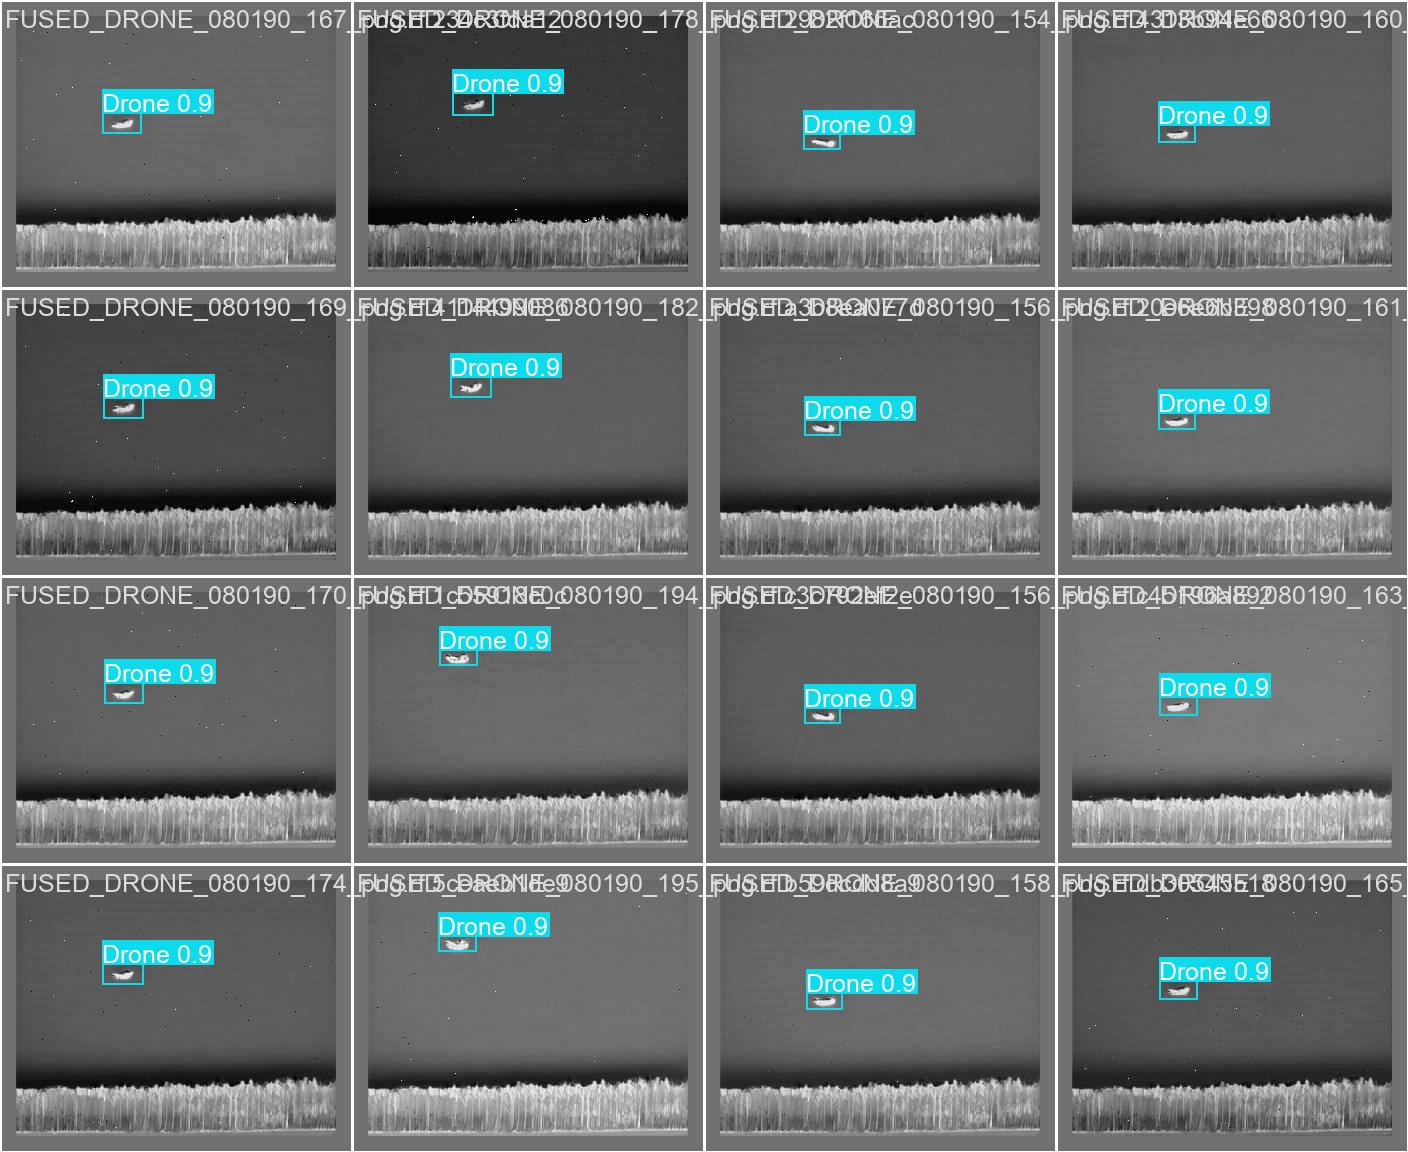 FUSED_DRONE_080190_167_
FUSED_DRONE_080190_178_
FUSED_DRONE_080190_154_
FUSED_DRONE_080190_160_
Drone 0.9
Drone 0.9
Drone 0.9
Drone 0.9
FUSED_DRONE_080190_169_
FUSED_DRONE_080190_182_
FUSED_DRONE_080190_156_
FUSED_DRONE_080190_161_
Drone 0.9
Drone 0.9
Drone 0.9
Drone 0.9
FUSED_DRONE_080190_170_
FUSED_DRONE_080190_194_
FUSED_DRONE_080190_156_
FUSED_DRONE_080190_163_
Drone 0.9
Drone 0.9
Drone 0.9
Drone 0.9
FUSED_DRONE_080190_174_
FUSED_DRONE_080190_195_
FUSED_DRONE_080190_158_
FUSED_DRONE_080190_165_
Drone 0.9
Drone 0.9
Drone 0.9
Drone 0.9